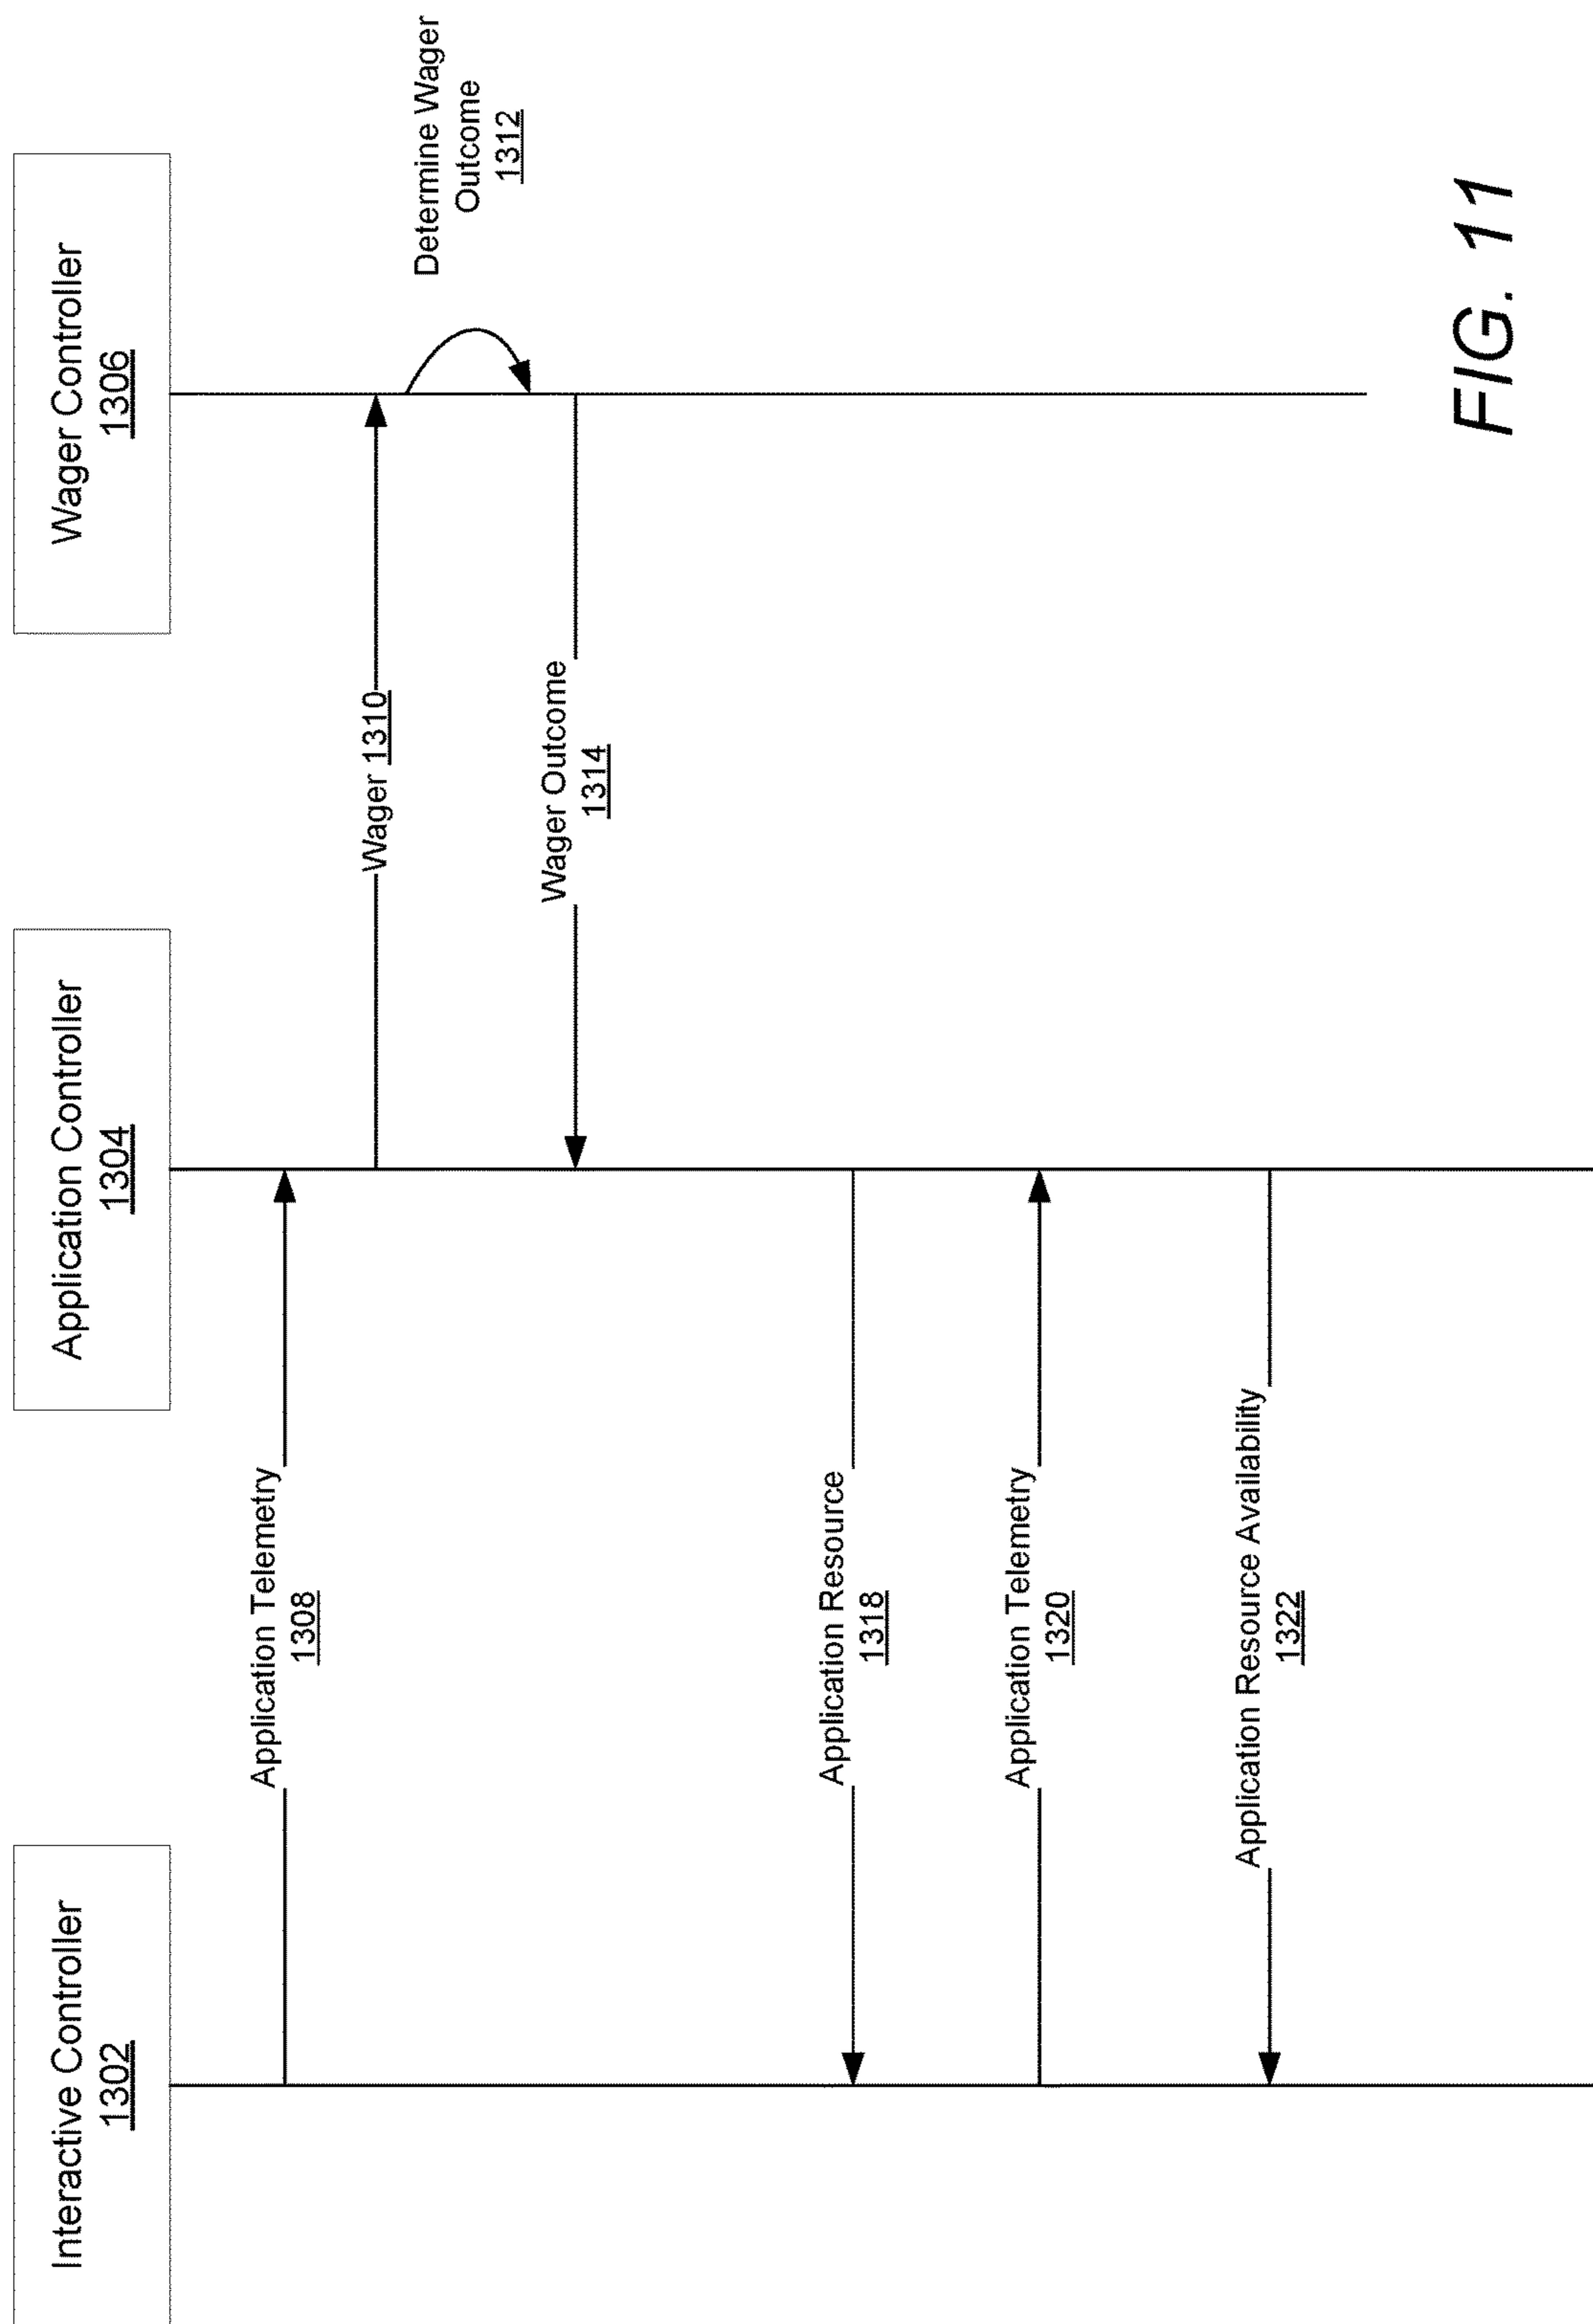 Interactive Controller
1302
Application Controller
1304
Wager Controller
1306
Application Telemetry
1308
Wager 1310
Determine Wager
Outcome
1312
Wager Outcome
1314
Application Resource
1318
Application Telemetry
1320
Application Resource Availability
1322
FIG. 11